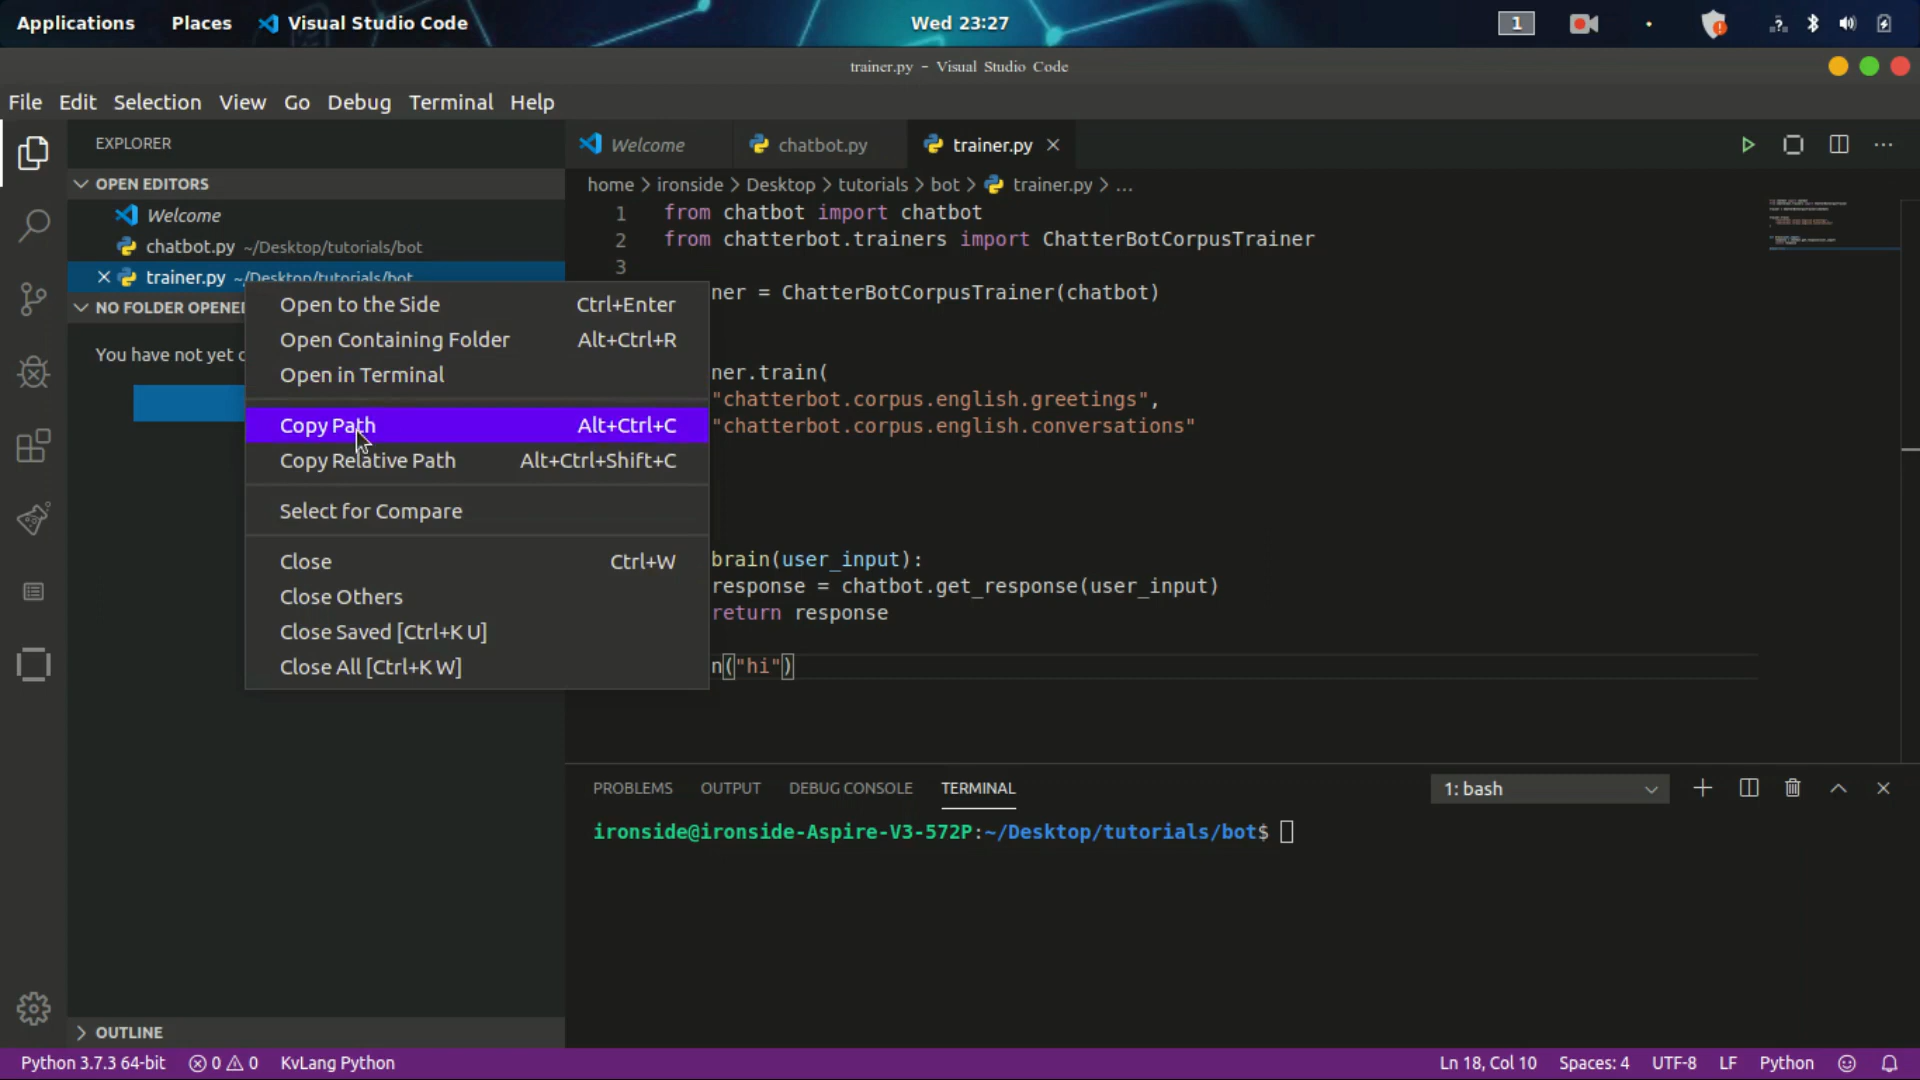 Applications Places Visual Studio Code Wed 23:27 1
trainer.py - Visual Studio Code
File Edit Selection View Go Debug Terminal Help
EXPLORER
OPEN EDITORS
Welcome
chatbot.py ~/Desktop/tutorials/bot
trainer.py ~/Desktop/tutorials/bot
NO FOLDER OPENE
You have not yet
Open to the Side Ctrl+Enter
Open Containing Folder Alt+Ctrl+R
Open in Terminal
Copy Path Alt+Ctrl+C
Copy Relative Path Alt+Ctrl+Shift+C
Select for Compare
Close Ctrl+W
Close Others
Close Saved [Ctrl+K U]
Close All [Ctrl+K W]
OUTLINE
Welcome chatbot.py trainer.py
home > ironside > Desktop > tutorials > bot > trainer.py > ...
1 from chatbot import chatbot
2 from chatterbot.trainers import ChatterBotCorpusTrainer
3
ner = ChatterBotCorpusTrainer(chatbot)
ner.train(
"chatterbot.corpus.english.greetings",
"chatterbot.corpus.english.conversations"
brain(user_input):
response = chatbot.get_response(user_input)
return response
n("hi")
PROBLEMS OUTPUT DEBUG CONSOLE TERMINAL 1: bash
ironside@ironside-Aspire-V3-572P:~/Desktop/tutorials/bot$
Python 3.7.3 64-bit 0 0 KvLang Python Ln 18, Col 10 Spaces: 4 UTF-8 LF Python